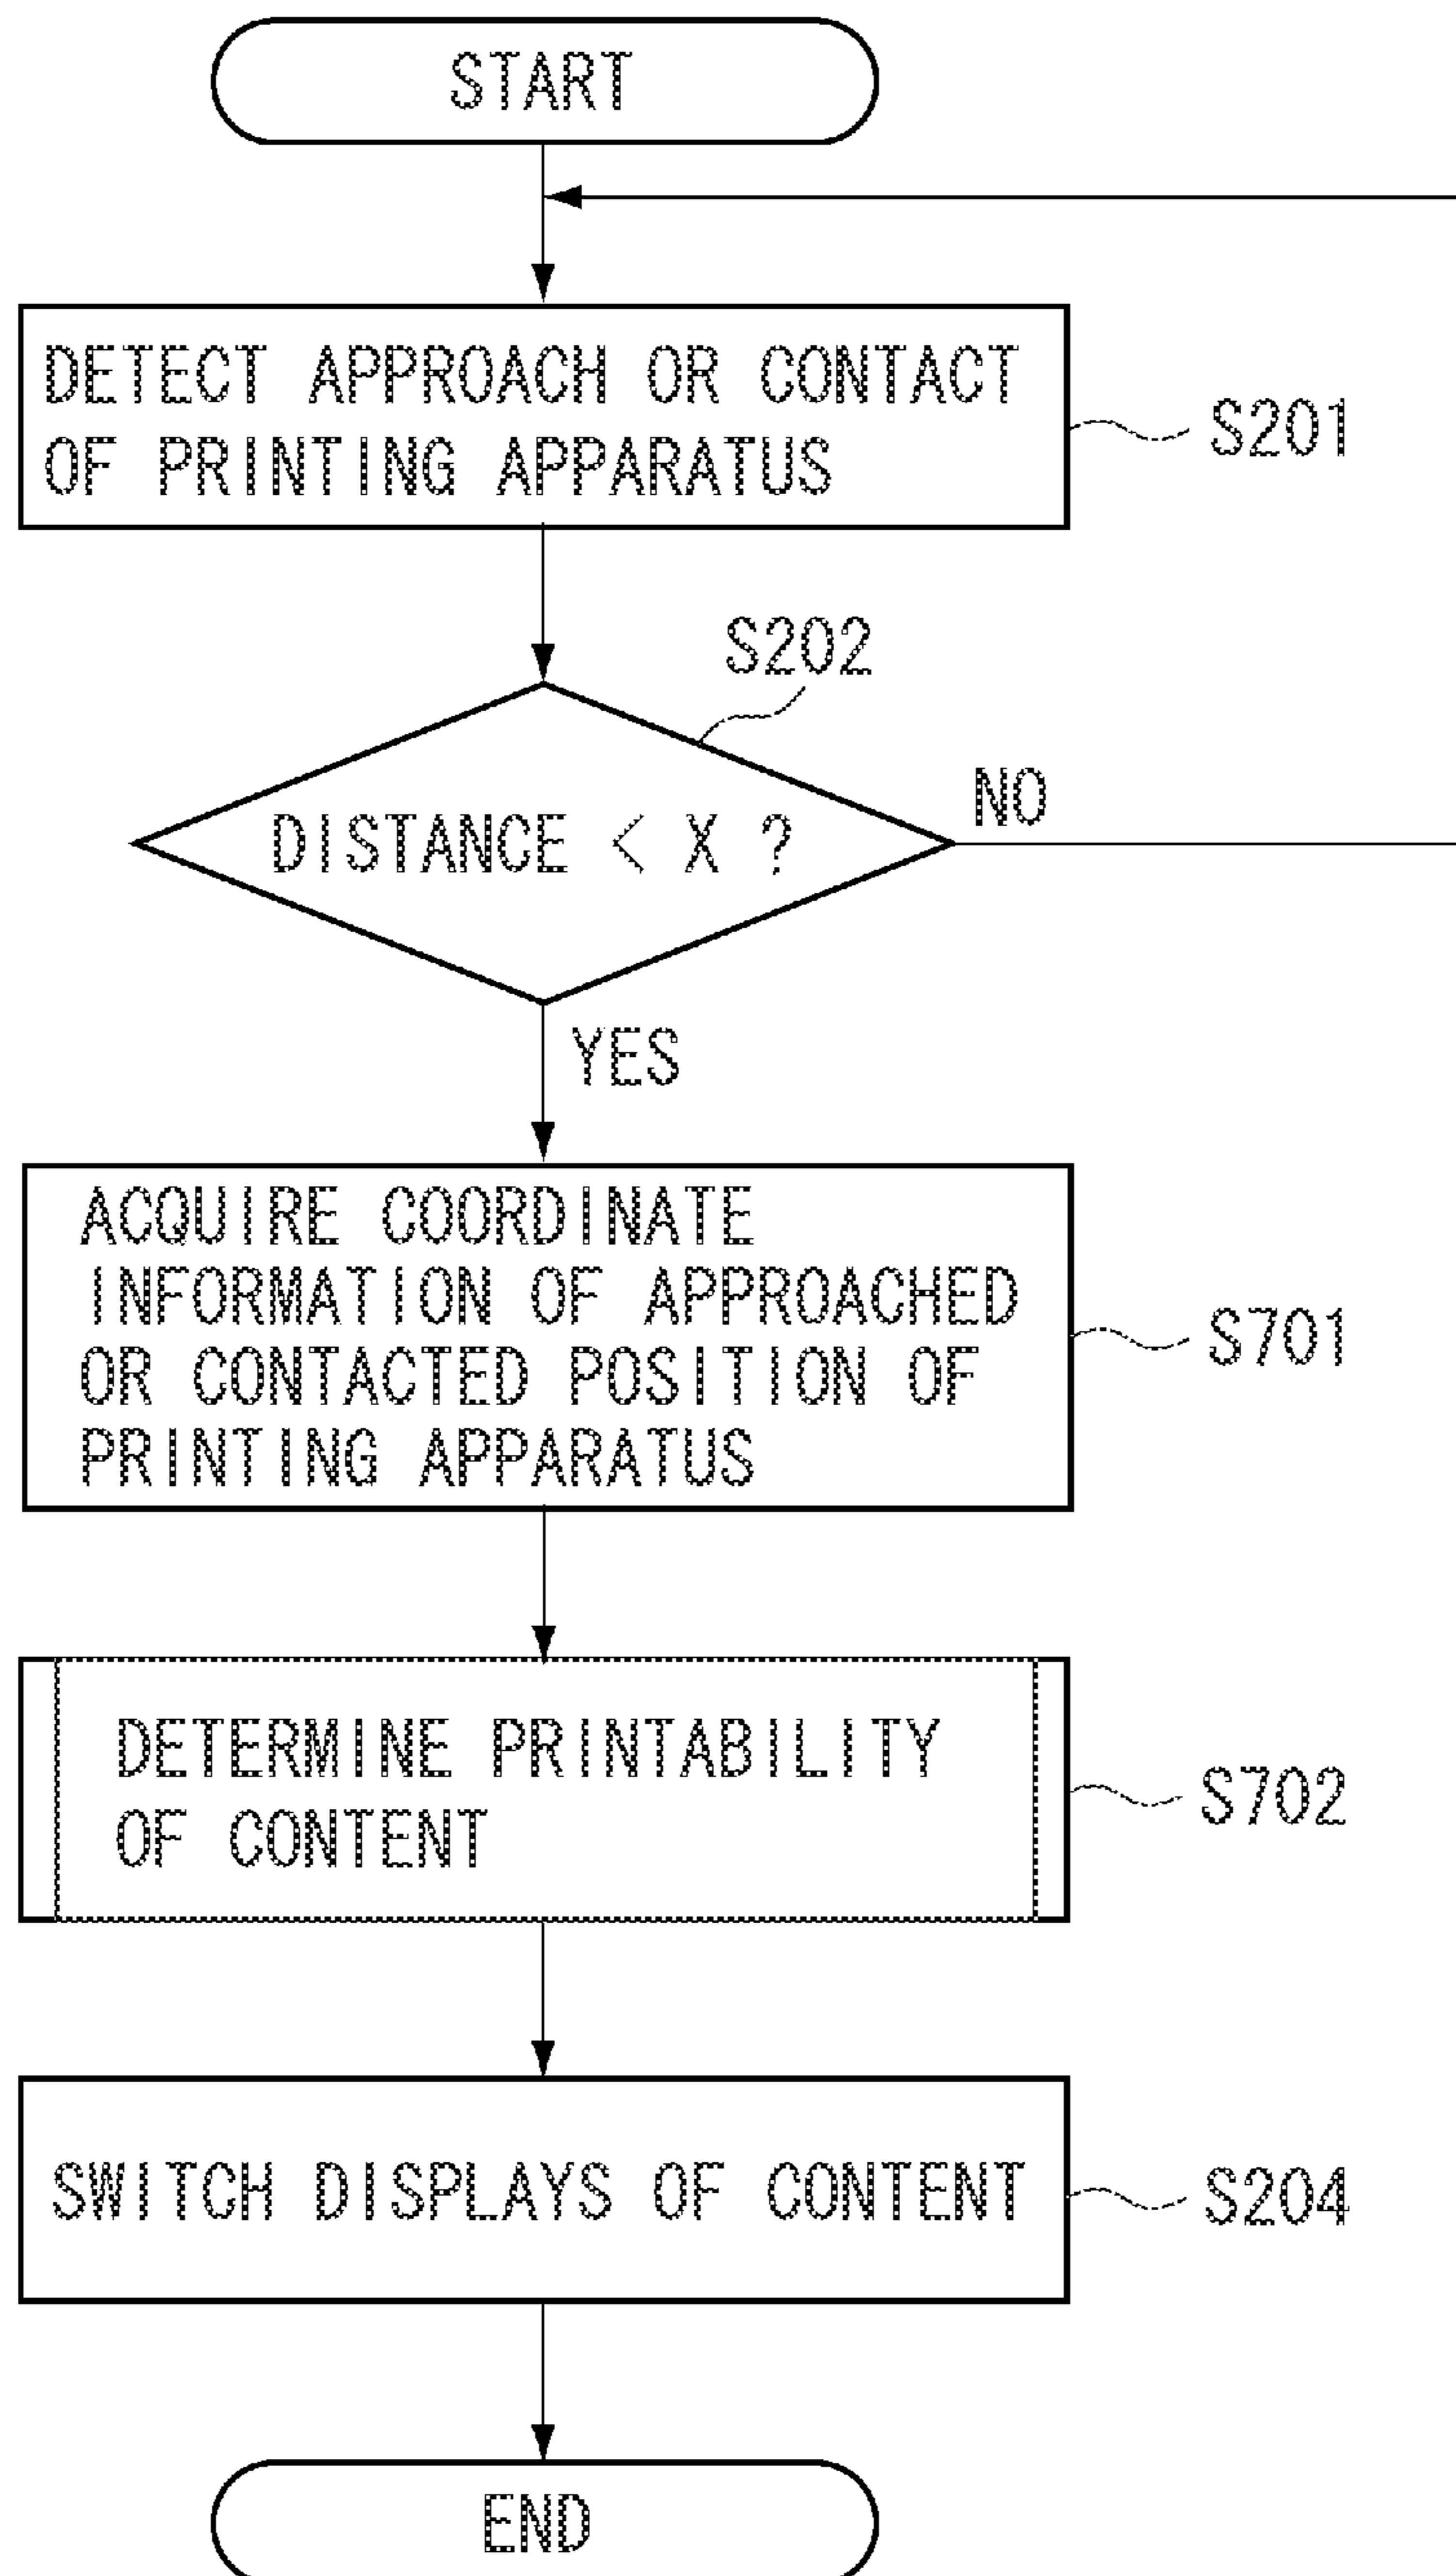 START
DETECT APPROACH OR CONTACT
OF PRINTING APPARATUS
S201
S202
DISTANCE < X ?
NO
YES
ACQUIRE COORDINATE
INFORMATION OF APPROACHED
OR CONTACTED POSITION OF
PRINTING APPARATUS
S701
DETERMINE PRINTABILITY
OF CONTENT
S702
SWITCH DISPLAYS OF CONTENT
S204
END